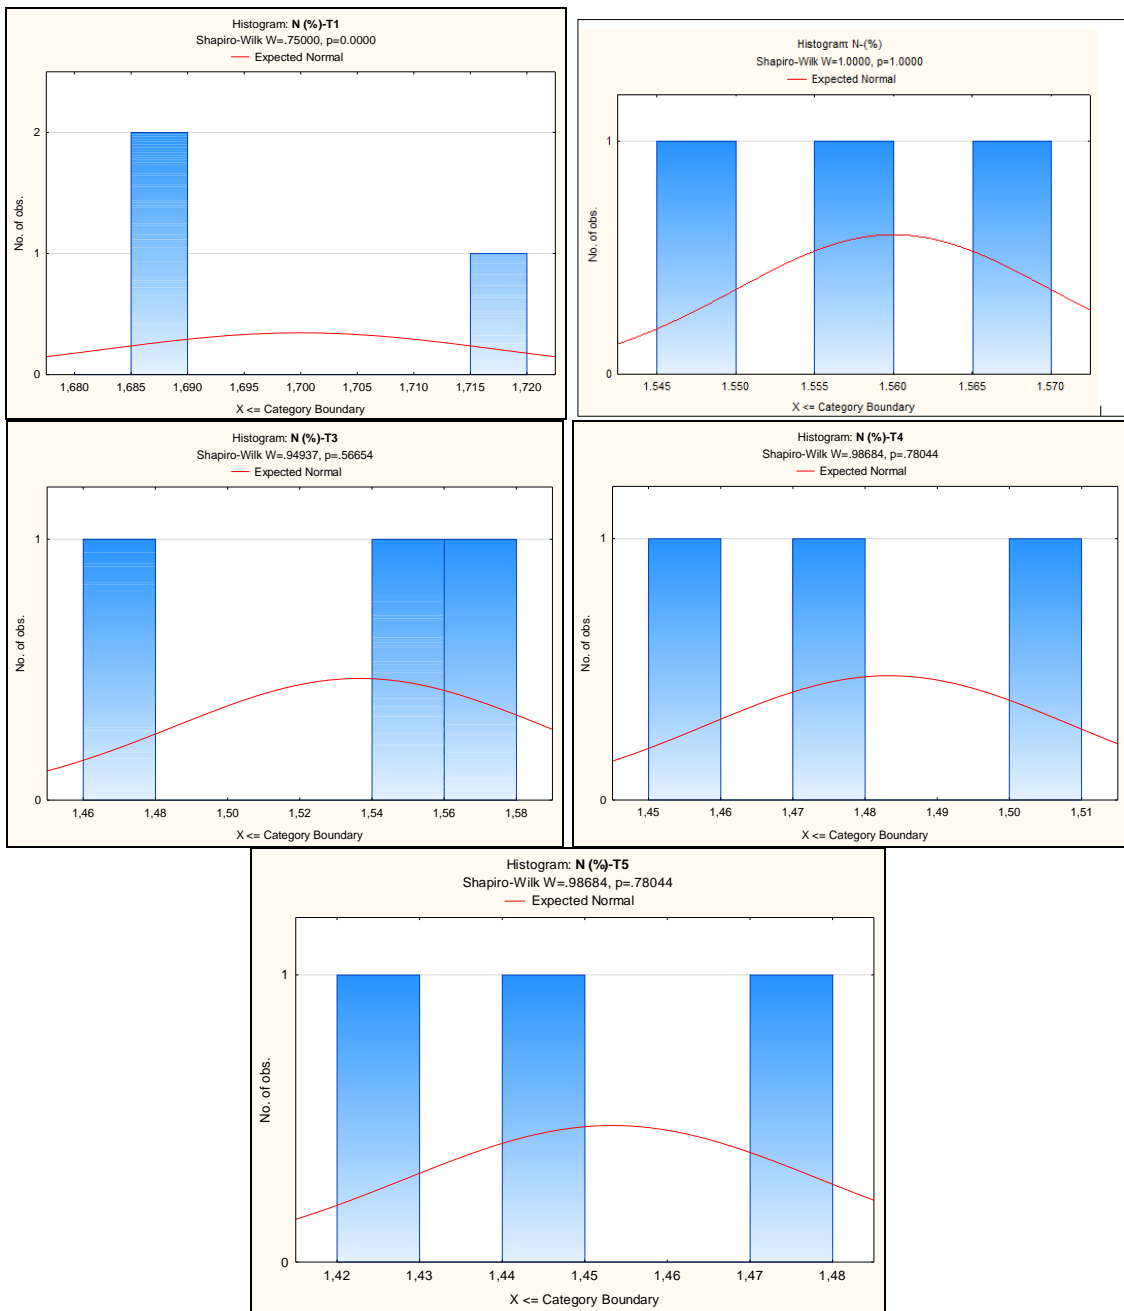 Histogram: N (%)-T1
Shapiro-Wilk W=.75000, p=0.0000
Expected Normal
2
1
0
No. of obs.
1,680 1,685 1,690 1,695 1,700 1,705 1,710 1,715 1,720
X <= Category Boundary
Histogram: N-(%)
Shapiro-Wilk W=1.0000, p=1.0000
Expected Normal
1
0
No. of obs.
1.545 1.550 1.555 1.560 1.565 1.570
X <= Category Boundary
Histogram: N (%)-T3
Shapiro-Wilk W=.94937, p=.56654
Expected Normal
1
0
No. of obs.
1,46 1,48 1,50 1,52 1,54 1,56 1,58
X <= Category Boundary
Histogram: N (%)-T4
Shapiro-Wilk W=.98684, p=.78044
Expected Normal
1
0
No. of obs.
1,45 1,46 1,47 1,48 1,49 1,50 1,51
X <= Category Boundary
Histogram: N (%)-T5
Shapiro-Wilk W=.98684, p=.78044
Expected Normal
1
0
No. of obs.
1,42 1,43 1,44 1,45 1,46 1,47 1,48
X <= Category Boundary